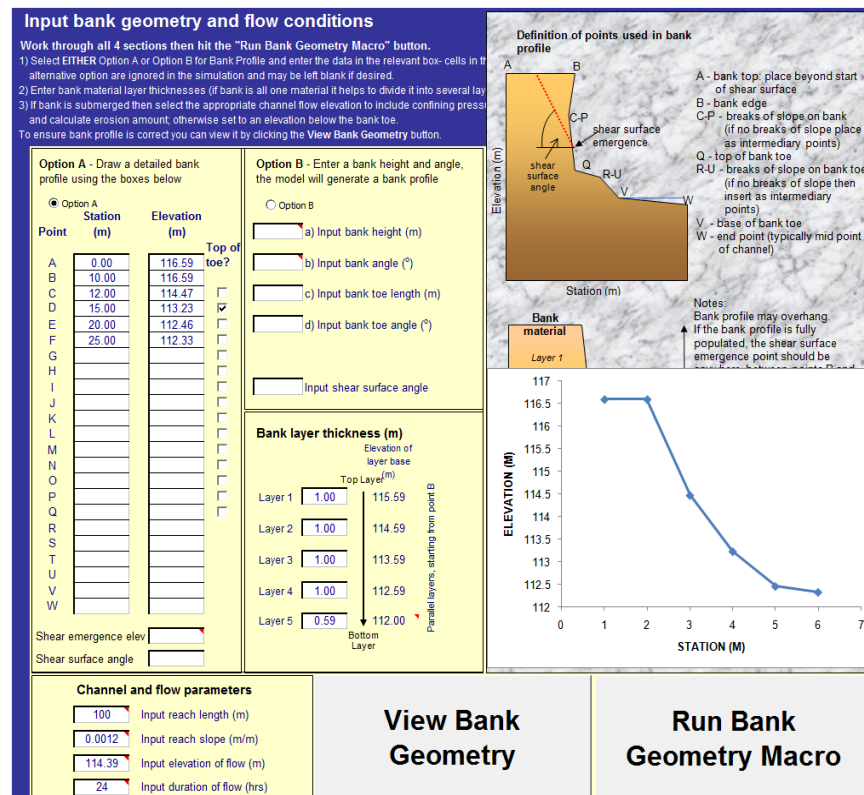 Input bank geometry and flow conditions
Work through all 4 sections then hit the "Run Bank Geometry Macro" button.
1) Select EITHER Option A or Option B for Bank Profile and enter the data in the relevant box- cells in th
alternative option are ignored in the simulation and may be left blank if desired.
2) Enter bank material layer thicknesses (if bank is all one material it helps to divide it into several lay
3) If bank is submerged then select the appropriate channel flow elevation to include confining pressu
and calculate erosion amount; otherwise set to an elevation below the bank toe.
To ensure bank profile is correct you can view it by clicking the View Bank Geometry button.
Option A - Draw a detailed bank
profile using the boxes below
Option A
Station Elevation
Point (m) (m)
Top of
toe?
A 0.00 116.59
B 10.00 116.59
C 12.00 114.47
D 15.00 113.23
E 20.00 112.46
F 25.00 112.33
G
H
I
J
K
L
M
N
O
P
Q
R
S
T
U
V
W
Shear emergence elev
Shear surface angle
Option B - Enter a bank height and angle,
the model will generate a bank profile
Option B
a) Input bank height (m)
b) Input bank angle (°)
c) Input bank toe length (m)
d) Input bank toe angle (°)
Input shear surface angle
Bank layer thickness (m)
Elevation of
layer base
(m)
Top Layer
Layer 1 1.00 115.59
Layer 2 1.00 114.59
Layer 3 1.00 113.59
Layer 4 1.00 112.59
Layer 5 0.59 112.00
Bottom
Layer
Parallel layers, starting from point B
Definition of points used in bank
profile
A B
C-P
shear surface
emergence
shear
surface
angle
Q
R-U
V
W
Elevation (m)
Station (m)
A - bank top: place beyond start
of shear surface
B - bank edge
C-P - breaks of slope on bank
(if no breaks of slope place
as intermediary points)
Q - top of bank toe
R-U - breaks of slope on bank toe
(if no breaks of slope then
insert as intermediary
points)
V - base of bank toe
W - end point (typically mid point
of channel)
Bank
material
Layer 1
Notes:
Bank profile may overhang.
If the bank profile is fully
populated, the shear surface
emergence point should be
117
116.5
116
115.5
115
114.5
114
113.5
113
112.5
112
0 1 2 3 4 5 6 7
ELEVATION (M)
STATION (M)
Channel and flow parameters
100 Input reach length (m)
0.0012 Input reach slope (m/m)
114.39 Input elevation of flow (m)
24 Input duration of flow (hrs)
View Bank
Geometry
Run Bank
Geometry Macro